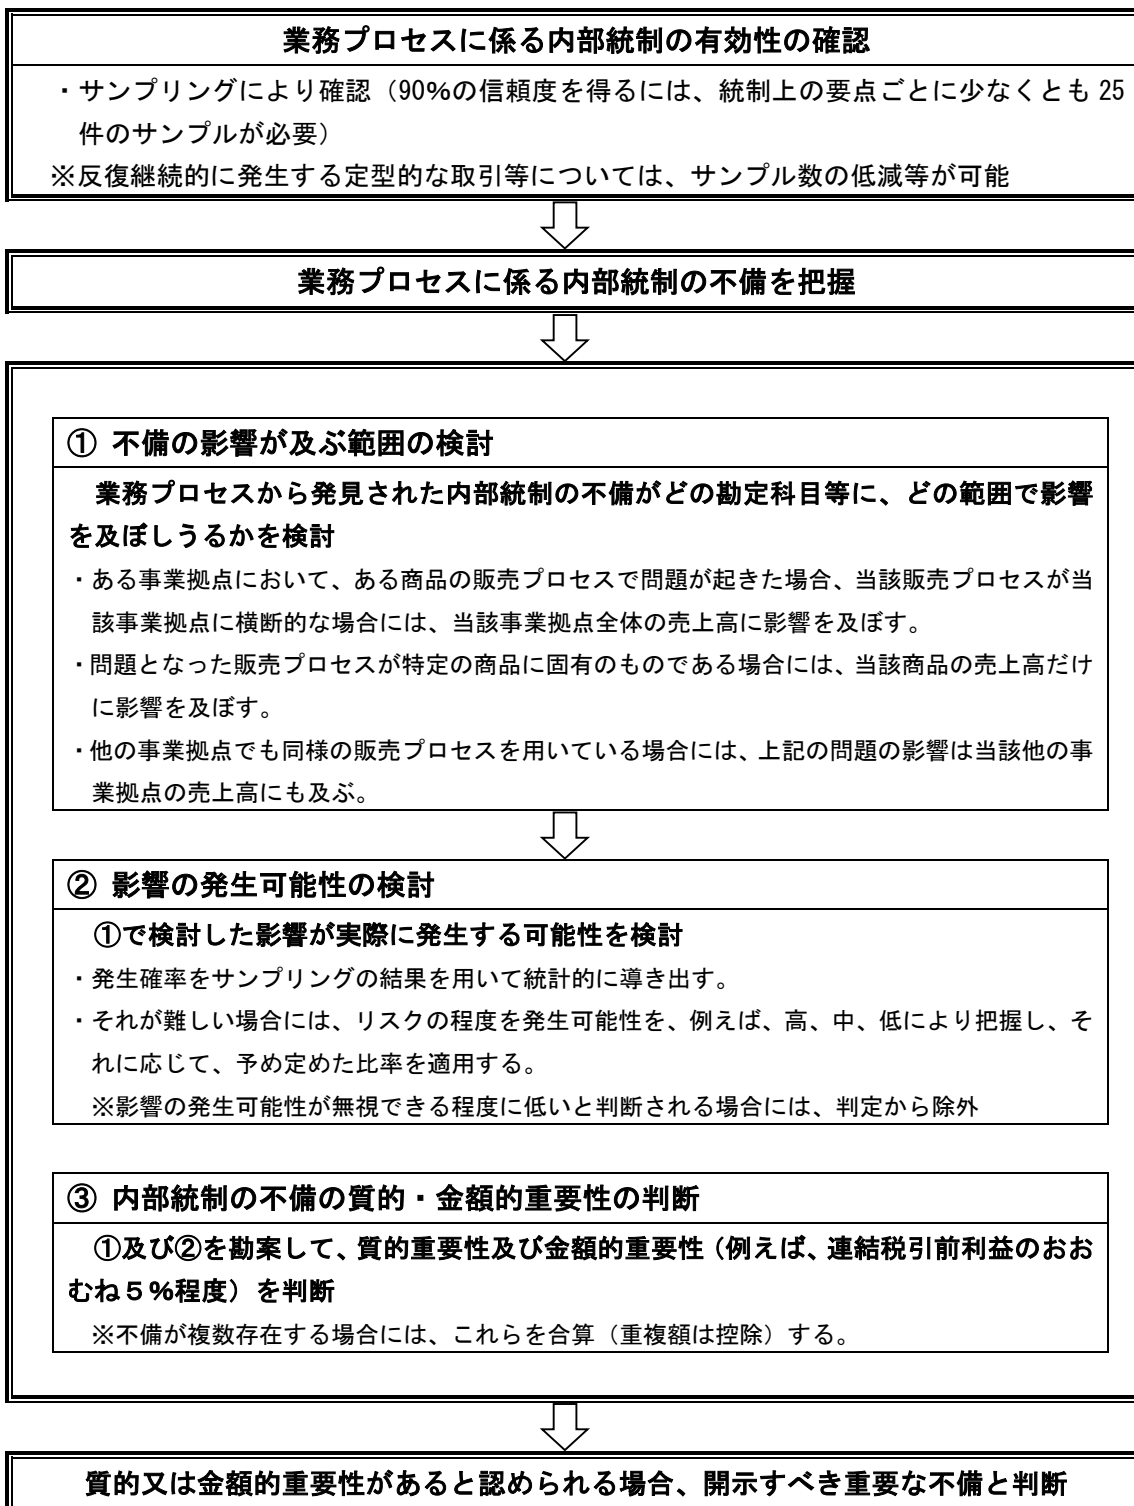 業務プロセスに係る内部統制の有効性の確認
・サンプリングにより確認（90%の信頼度を得るには、統制上の要点ごとに少なくとも 25
件のサンプルが必要）
※反復継続的に発生する定型的な取引等については、サンプル数の低減等が可能
業務プロセスに係る内部統制の不備を把握
① 不備の影響が及ぶ範囲の検討
業務プロセスから発見された内部統制の不備がどの勘定科目等に、どの範囲で影響
を及ぼしうるかを検討
・ある事業拠点において、ある商品の販売プロセスで問題が起きた場合、当該販売プロセスが当
該事業拠点に横断的な場合には、当該事業拠点全体の売上高に影響を及ぼす。
・問題となった販売プロセスが特定の商品に固有のものである場合には、当該商品の売上高だけ
に影響を及ぼす。
・他の事業拠点でも同様の販売プロセスを用いている場合には、上記の問題の影響は当該他の事
業拠点の売上高にも及ぶ。
② 影響の発生可能性の検討
①で検討した影響が実際に発生する可能性を検討
・発生確率をサンプリングの結果を用いて統計的に導き出す。
・それが難しい場合には、リスクの程度を発生可能性を、例えば、高、中、低により把握し、そ
れに応じて、予め定めた比率を適用する。
※影響の発生可能性が無視できる程度に低いと判断される場合には、判定から除外
③ 内部統制の不備の質的・金額的重要性の判断
①及び②を勘案して、質的重要性及び金額的重要性（例えば、連結税引前利益のおお
むね５％程度）を判断
※不備が複数存在する場合には、これらを合算（重複額は控除）する。
質的又は金額的重要性があると認められる場合、開示すべき重要な不備と判断